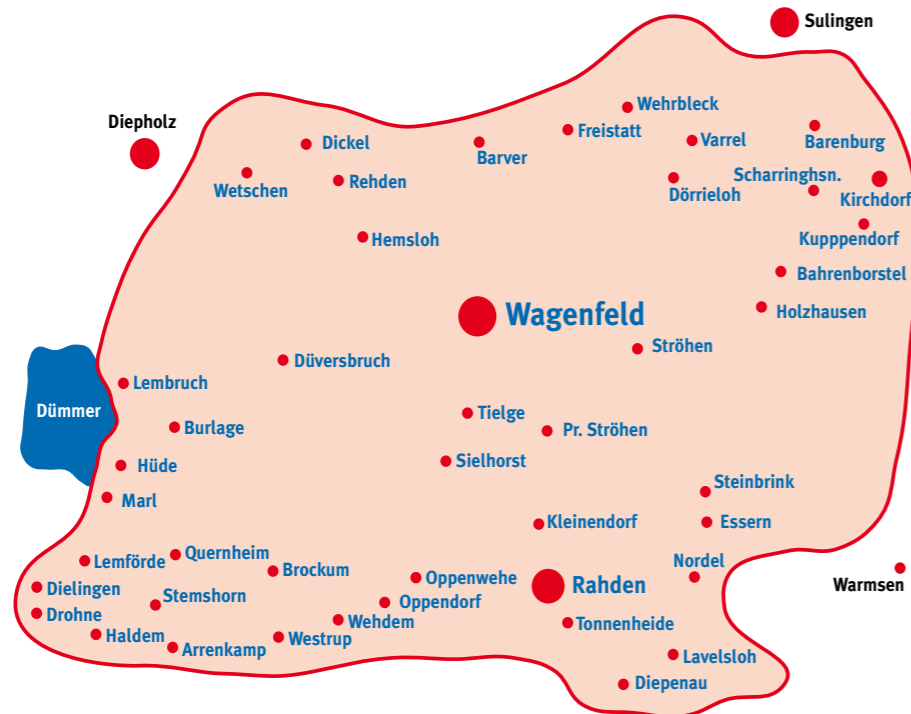 Sulingen
Wehrbleck
Diepholz
Freistatt
Dickel
Varrel
Barenburg
Barver
Scharringhsn.
Rehden
Wetschen
Dörrieloh
Kirchdorf
Hemsloh
Kupppendorf
Bahrenborstel
Wagenfeld
Holzhausen
Ströhen
Düversbruch
Lembruch
Dümmer
Tielge
Burlage
Pr. Ströhen
Hüde
Sielhorst
Steinbrink
Marl
Kleinendorf
Essern
Quernheim
Lemförde
Nordel
Brockum
Oppenwehe
Dielingen
Rahden
Warmsen
Stemshorn
Oppendorf
Drohne
Wehdem
Tonnenheide
Haldem
Westrup
Arrenkamp
Lavelsloh
Diepenau